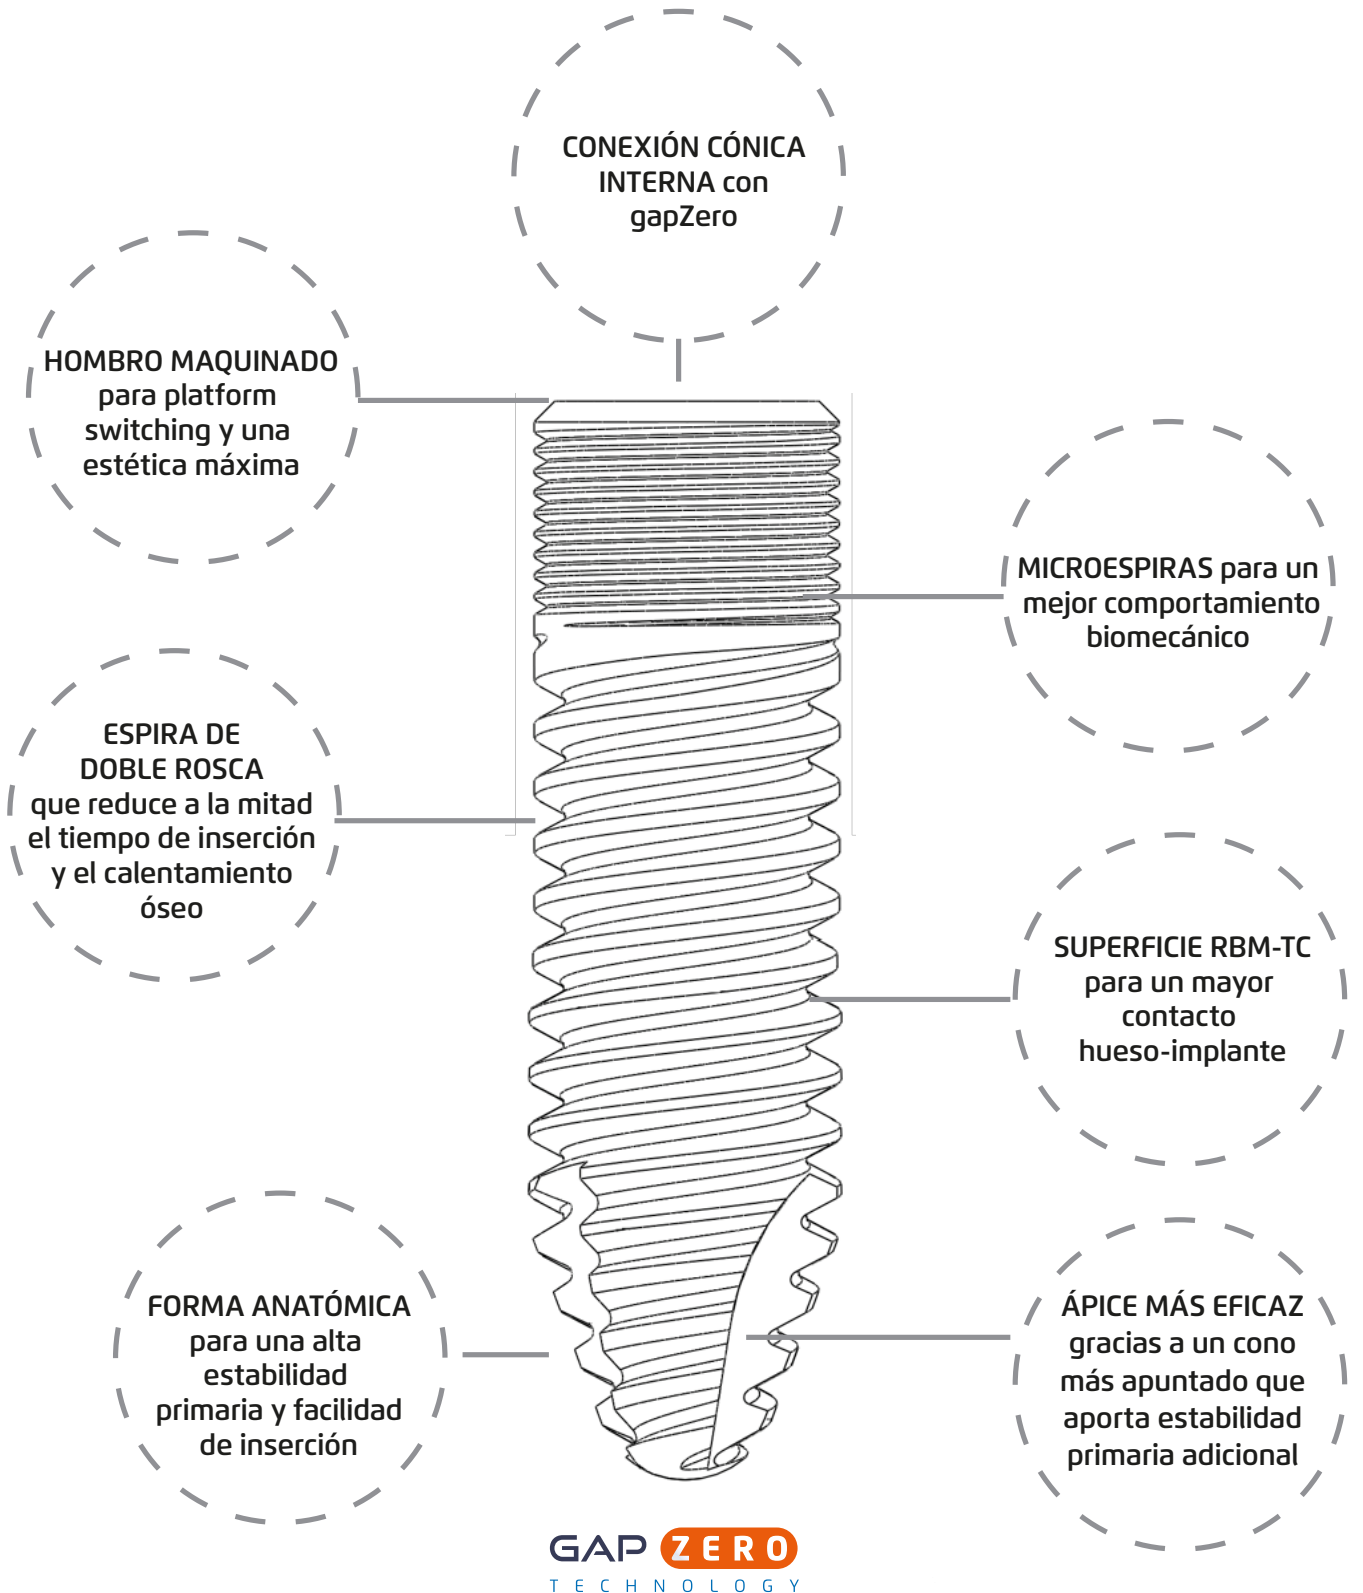 CONEXIÓN CÓNICA
INTERNA con
gapZero
HOMBRO MAQUINADO
para platform
switching y una
estética máxima
MICROESPIRAS para un
mejor comportamiento
biomecánico
ESPIRA DE
DOBLE ROSCA
que reduce a la mitad
el tiempo de inserción
y el calentamiento
óseo
SUPERFICIE RBM-TC
para un mayor
contacto
hueso-implante
FORMA ANATÓMICA
para una alta
estabilidad
primaria y facilidad
de inserción
ÁPICE MÁS EFICAZ
gracias a un cono
más apuntado que
aporta estabilidad
primaria adicional
GAP ZERO
TECHNOLOGY